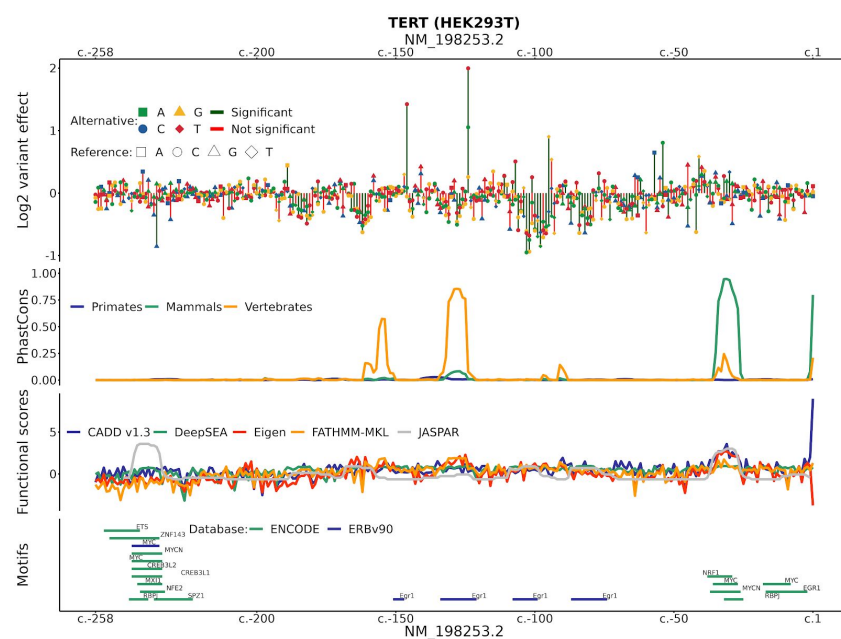 TERT (HEK293T)
NM_198253.2
c.-258 c.-200 c.-150 c.-100 c.-50 c.1
Log2 variant effect
2
1
0
-1
Alternative: A G Significant
C T Not significant
Reference: A C G T
PhastCons
1.00
0.75
0.50
0.25
0.00
Primates Mammals Vertebrates
Functional scores
5
0
CADD v1.3 DeepSEA Eigen FATHMM-MKL JASPAR
Motifs
Database: ENCODE ERBv90
ETS
ZNF143
MYC
MYCN
MYC
CREB3L2
CREB3L1
MXI1
NFE2
RBPJ SPZ1
Egr1 Egr1 Egr1 Egr1
NRF1
MYC MYC
MYCN EGR1
RBPJ
c.-258 c.-200 c.-150 c.-100 c.-50 c.1
NM_198253.2